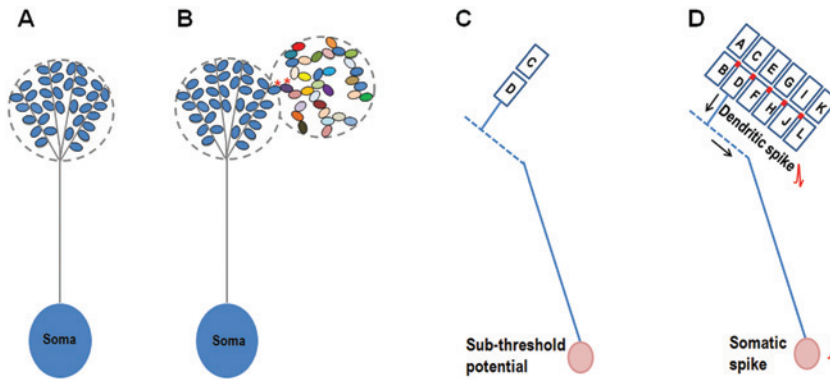 A
B
C
D
Soma
**
Soma
C
D
Sub-threshold
potential
A C E G I K
B D F H J L
Dendritic spike
Somatic
spike